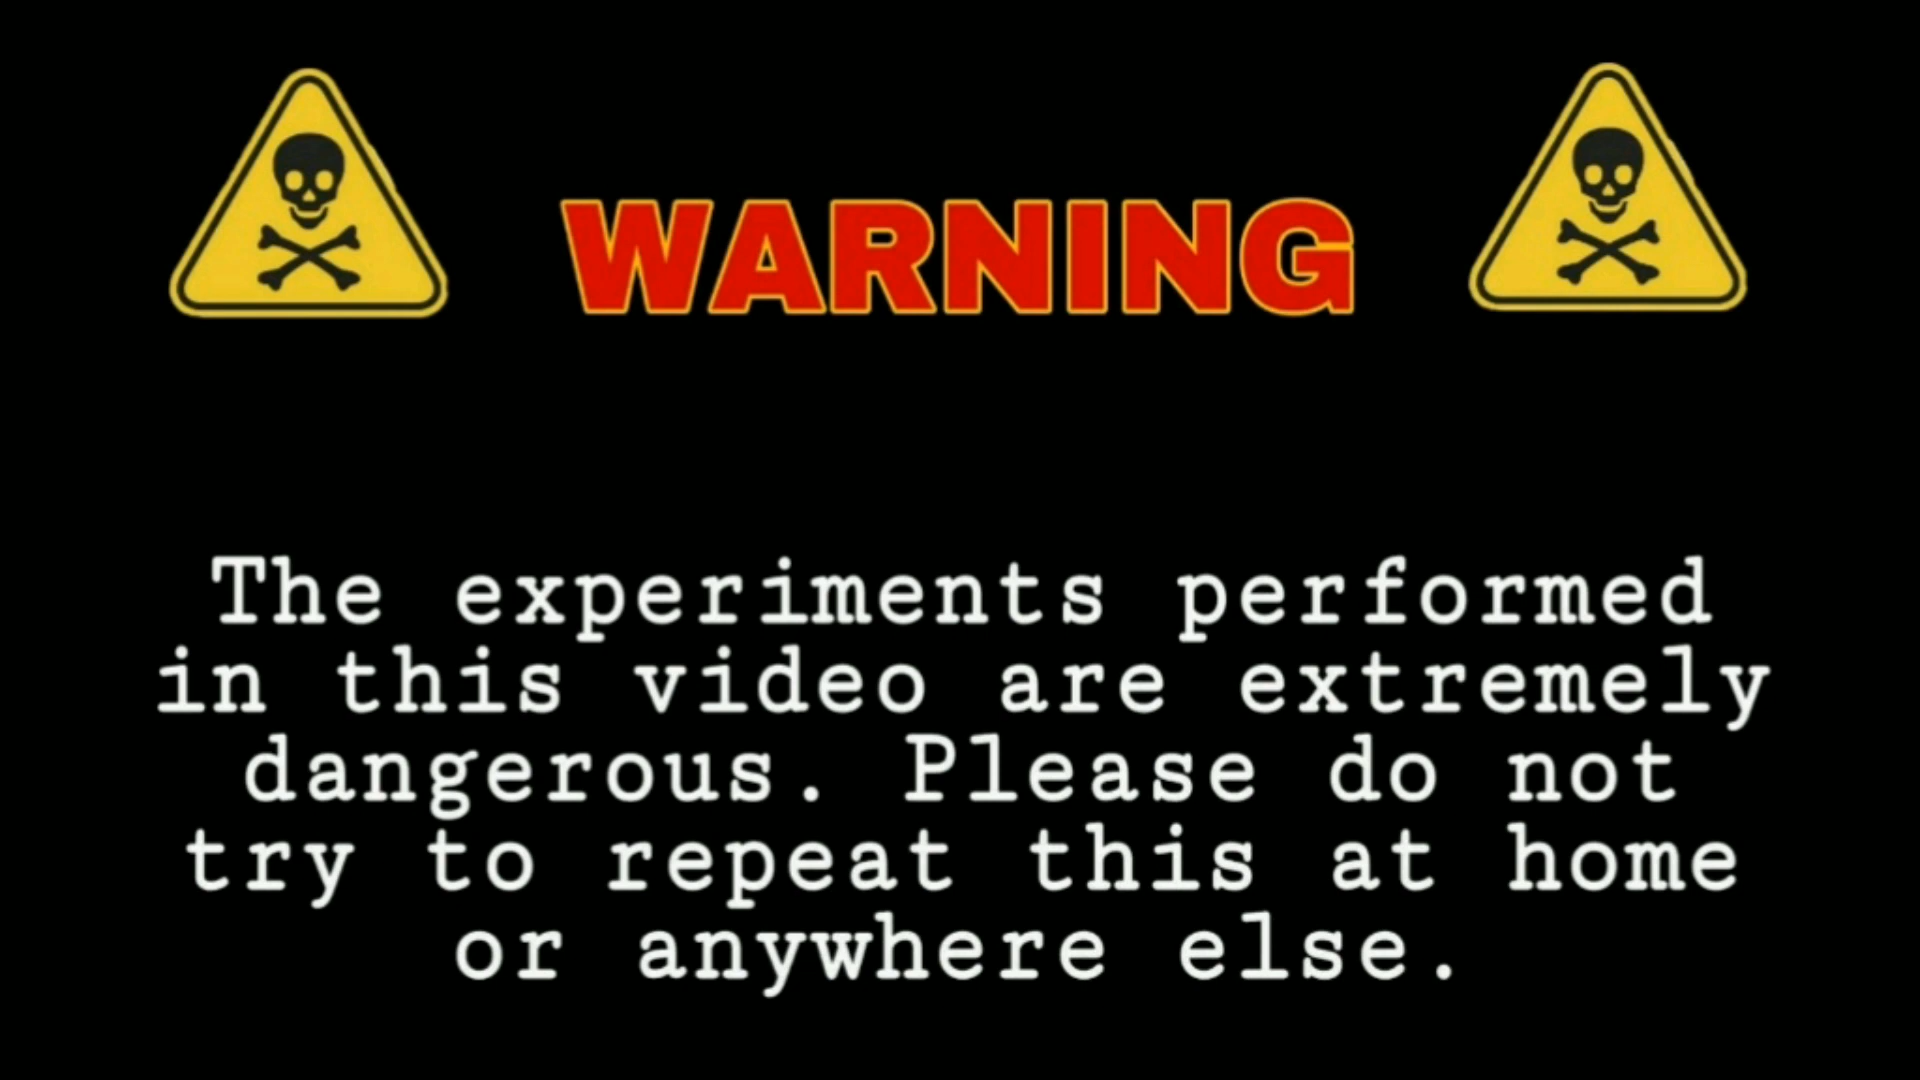 WARNING
The experiments performed
in this video are extremely
dangerous. Please do not
try to repeat this at home
or anywhere else.